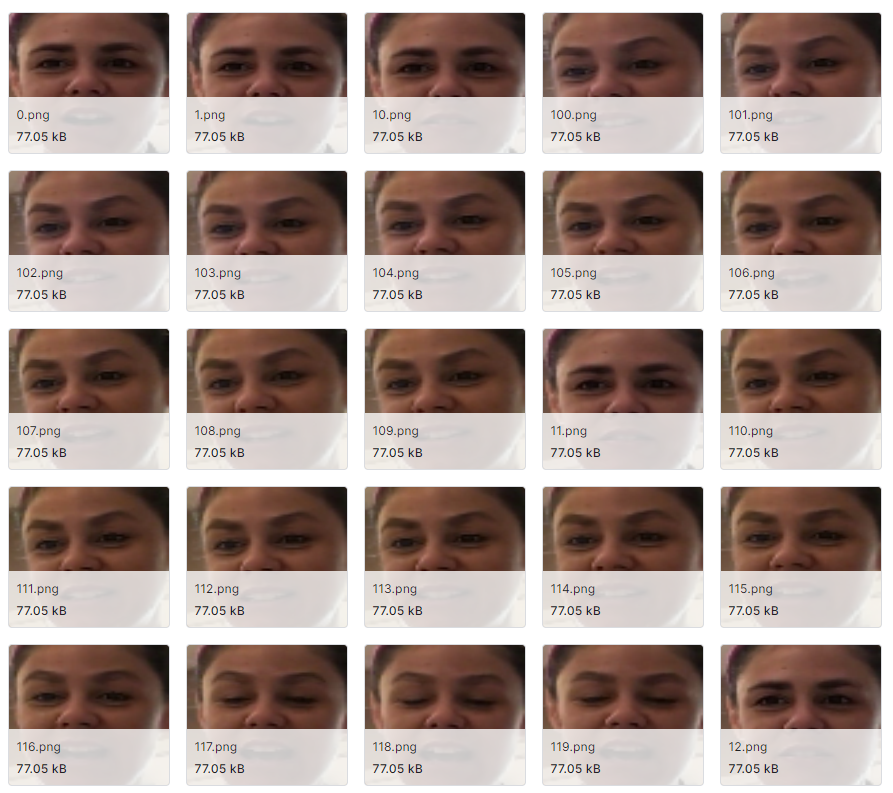 0.png
77.05 kB
1.png
77.05 kB
10.png
77.05 kB
100.png
77.05 kB
101.png
77.05 kB
102.png
77.05 kB
103.png
77.05 kB
104.png
77.05 kB
105.png
77.05 kB
106.png
77.05 kB
107.png
77.05 kB
108.png
77.05 kB
109.png
77.05 kB
11.png
77.05 kB
110.png
77.05 kB
111.png
77.05 kB
112.png
77.05 kB
113.png
77.05 kB
114.png
77.05 kB
115.png
77.05 kB
116.png
77.05 kB
117.png
77.05 kB
118.png
77.05 kB
119.png
77.05 kB
12.png
77.05 kB